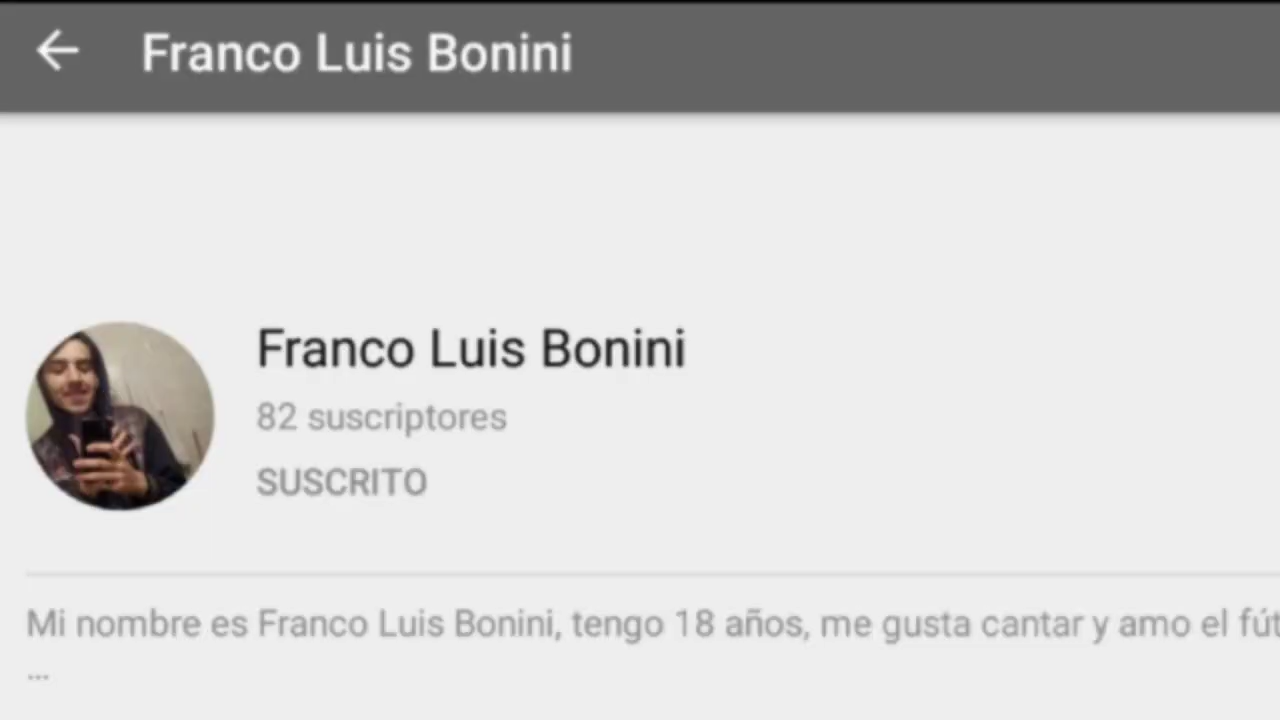 Franco Luis Bonini
Franco Luis Bonini
82 suscriptores
SUSCRITO
Mi nombre es Franco Luis Bonini, tengo 18 años, me gusta cantar y amo el fút
...